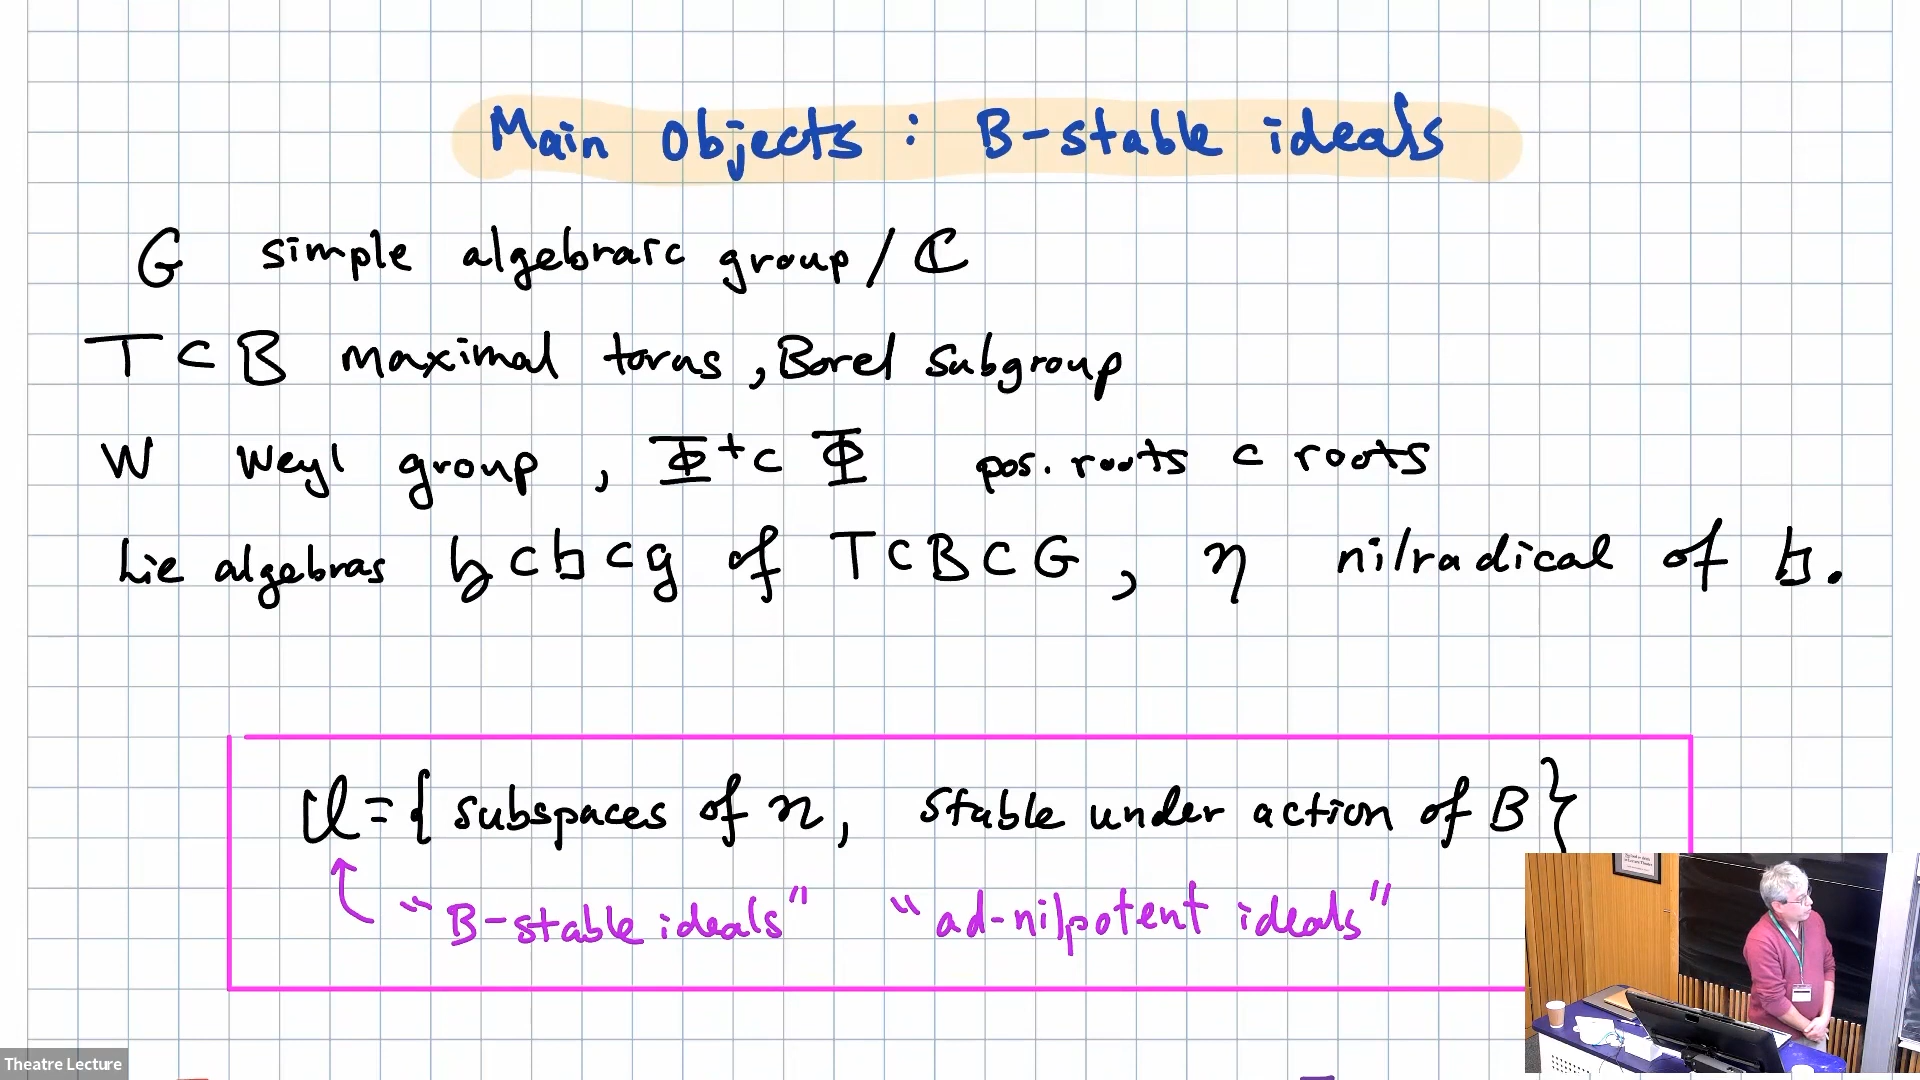 Main Objects : B-stable ideals
G simple algebraic group / ℂ
T ⊂ B maximal torus, Borel subgroup
W Weyl group, Φ⁺ ⊂ Φ pos. roots ⊂ roots
Lie algebras 𝔥 ⊂ 𝔟 ⊂ 𝔤 of T ⊂ B ⊂ G, 𝔫 nilradical of 𝔟.
𝓘 = { subspaces of 𝔫, stable under action of B }
"B-stable ideals" "ad-nilpotent ideals"
Theatre Lecture